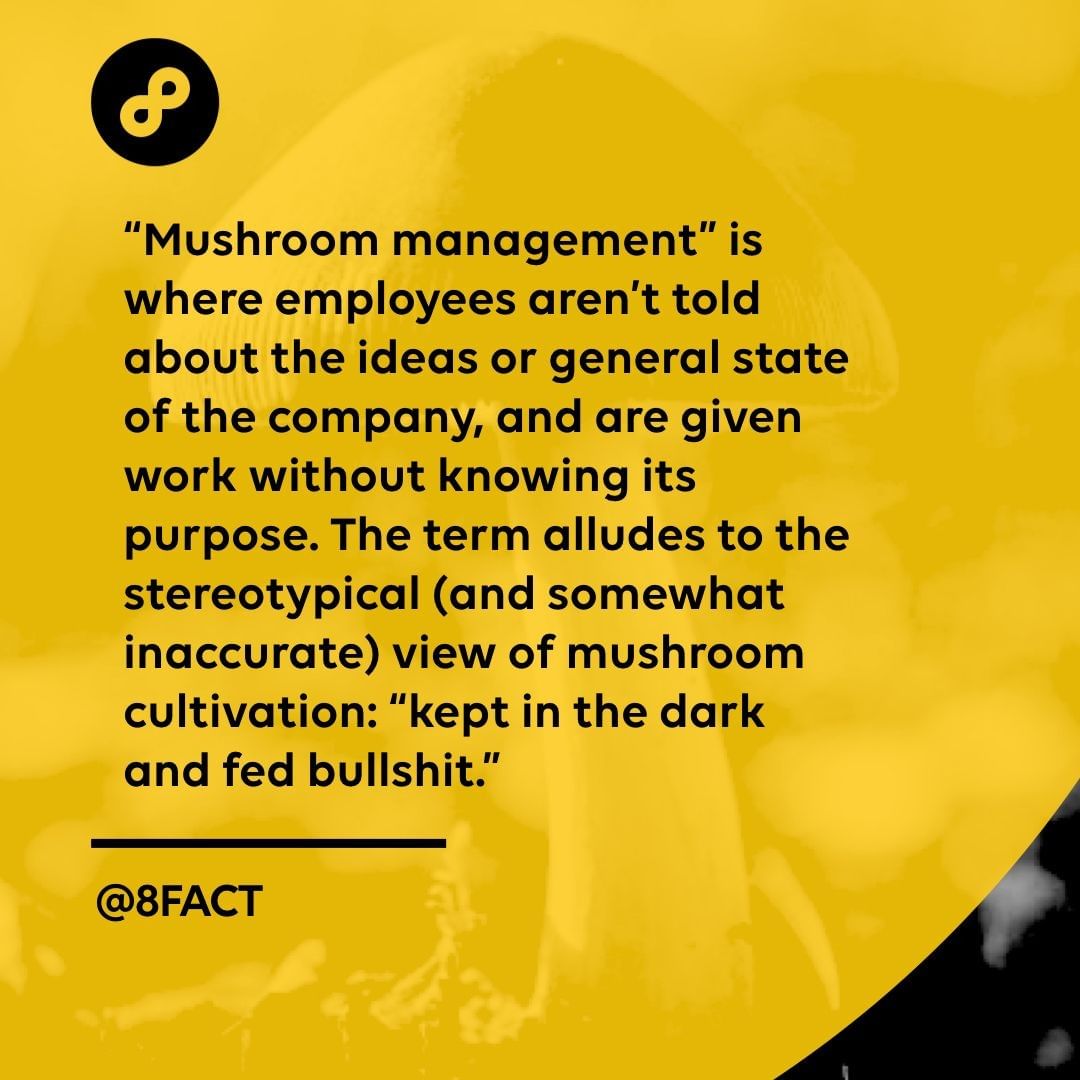 “Mushroom management” is
where employees aren’t told
about the ideas or general state
of the company, and are given
work without knowing its
purpose. The term alludes to the
stereotypical (and somewhat
inaccurate) view of mushroom
cultivation: “kept in the dark
and fed bullshit.”
@8FACT